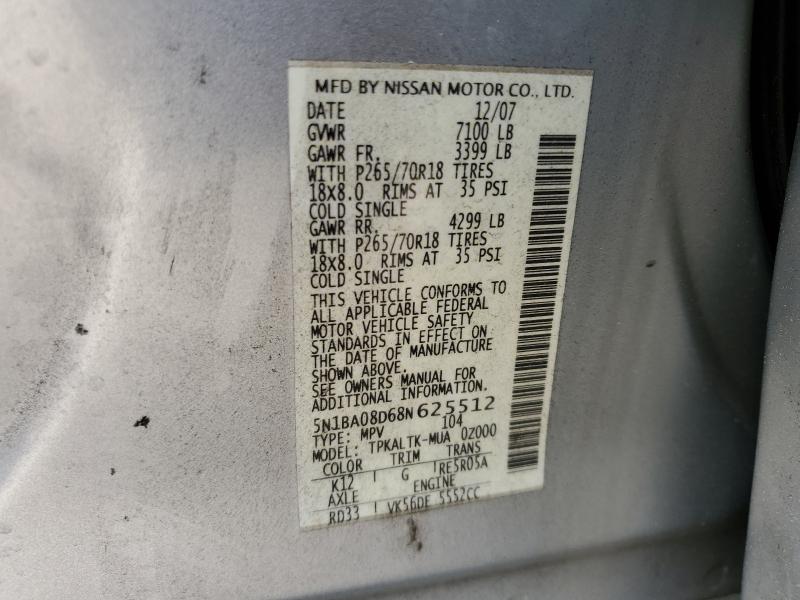 MFD BY NISSAN MOTOR CO., LTD.
DATE 12/07
GVWR 7100 LB
GAWR FR. 3399 LB
WITH P265/70R18 TIRES
18X8.0 RIMS AT 35 PSI
COLD SINGLE
GAWR RR. 4299 LB
WITH P265/70R18 TIRES
18X8.0 RIMS AT 35 PSI
COLD SINGLE
THIS VEHICLE CONFORMS TO
ALL APPLICABLE FEDERAL
MOTOR VEHICLE SAFETY
STANDARDS IN EFFECT ON
THE DATE OF MANUFACTURE
SHOWN ABOVE.
SEE OWNERS MANUAL FOR
ADDITIONAL INFORMATION.
5N1BA08D68N625512
TYPE: MPV 104
MODEL: TPKALTK-MUA 0Z000
COLOR TRIM TRANS
K12 G RE5R05A
AXLE ENGINE
RD33 VK56DE 5552CC